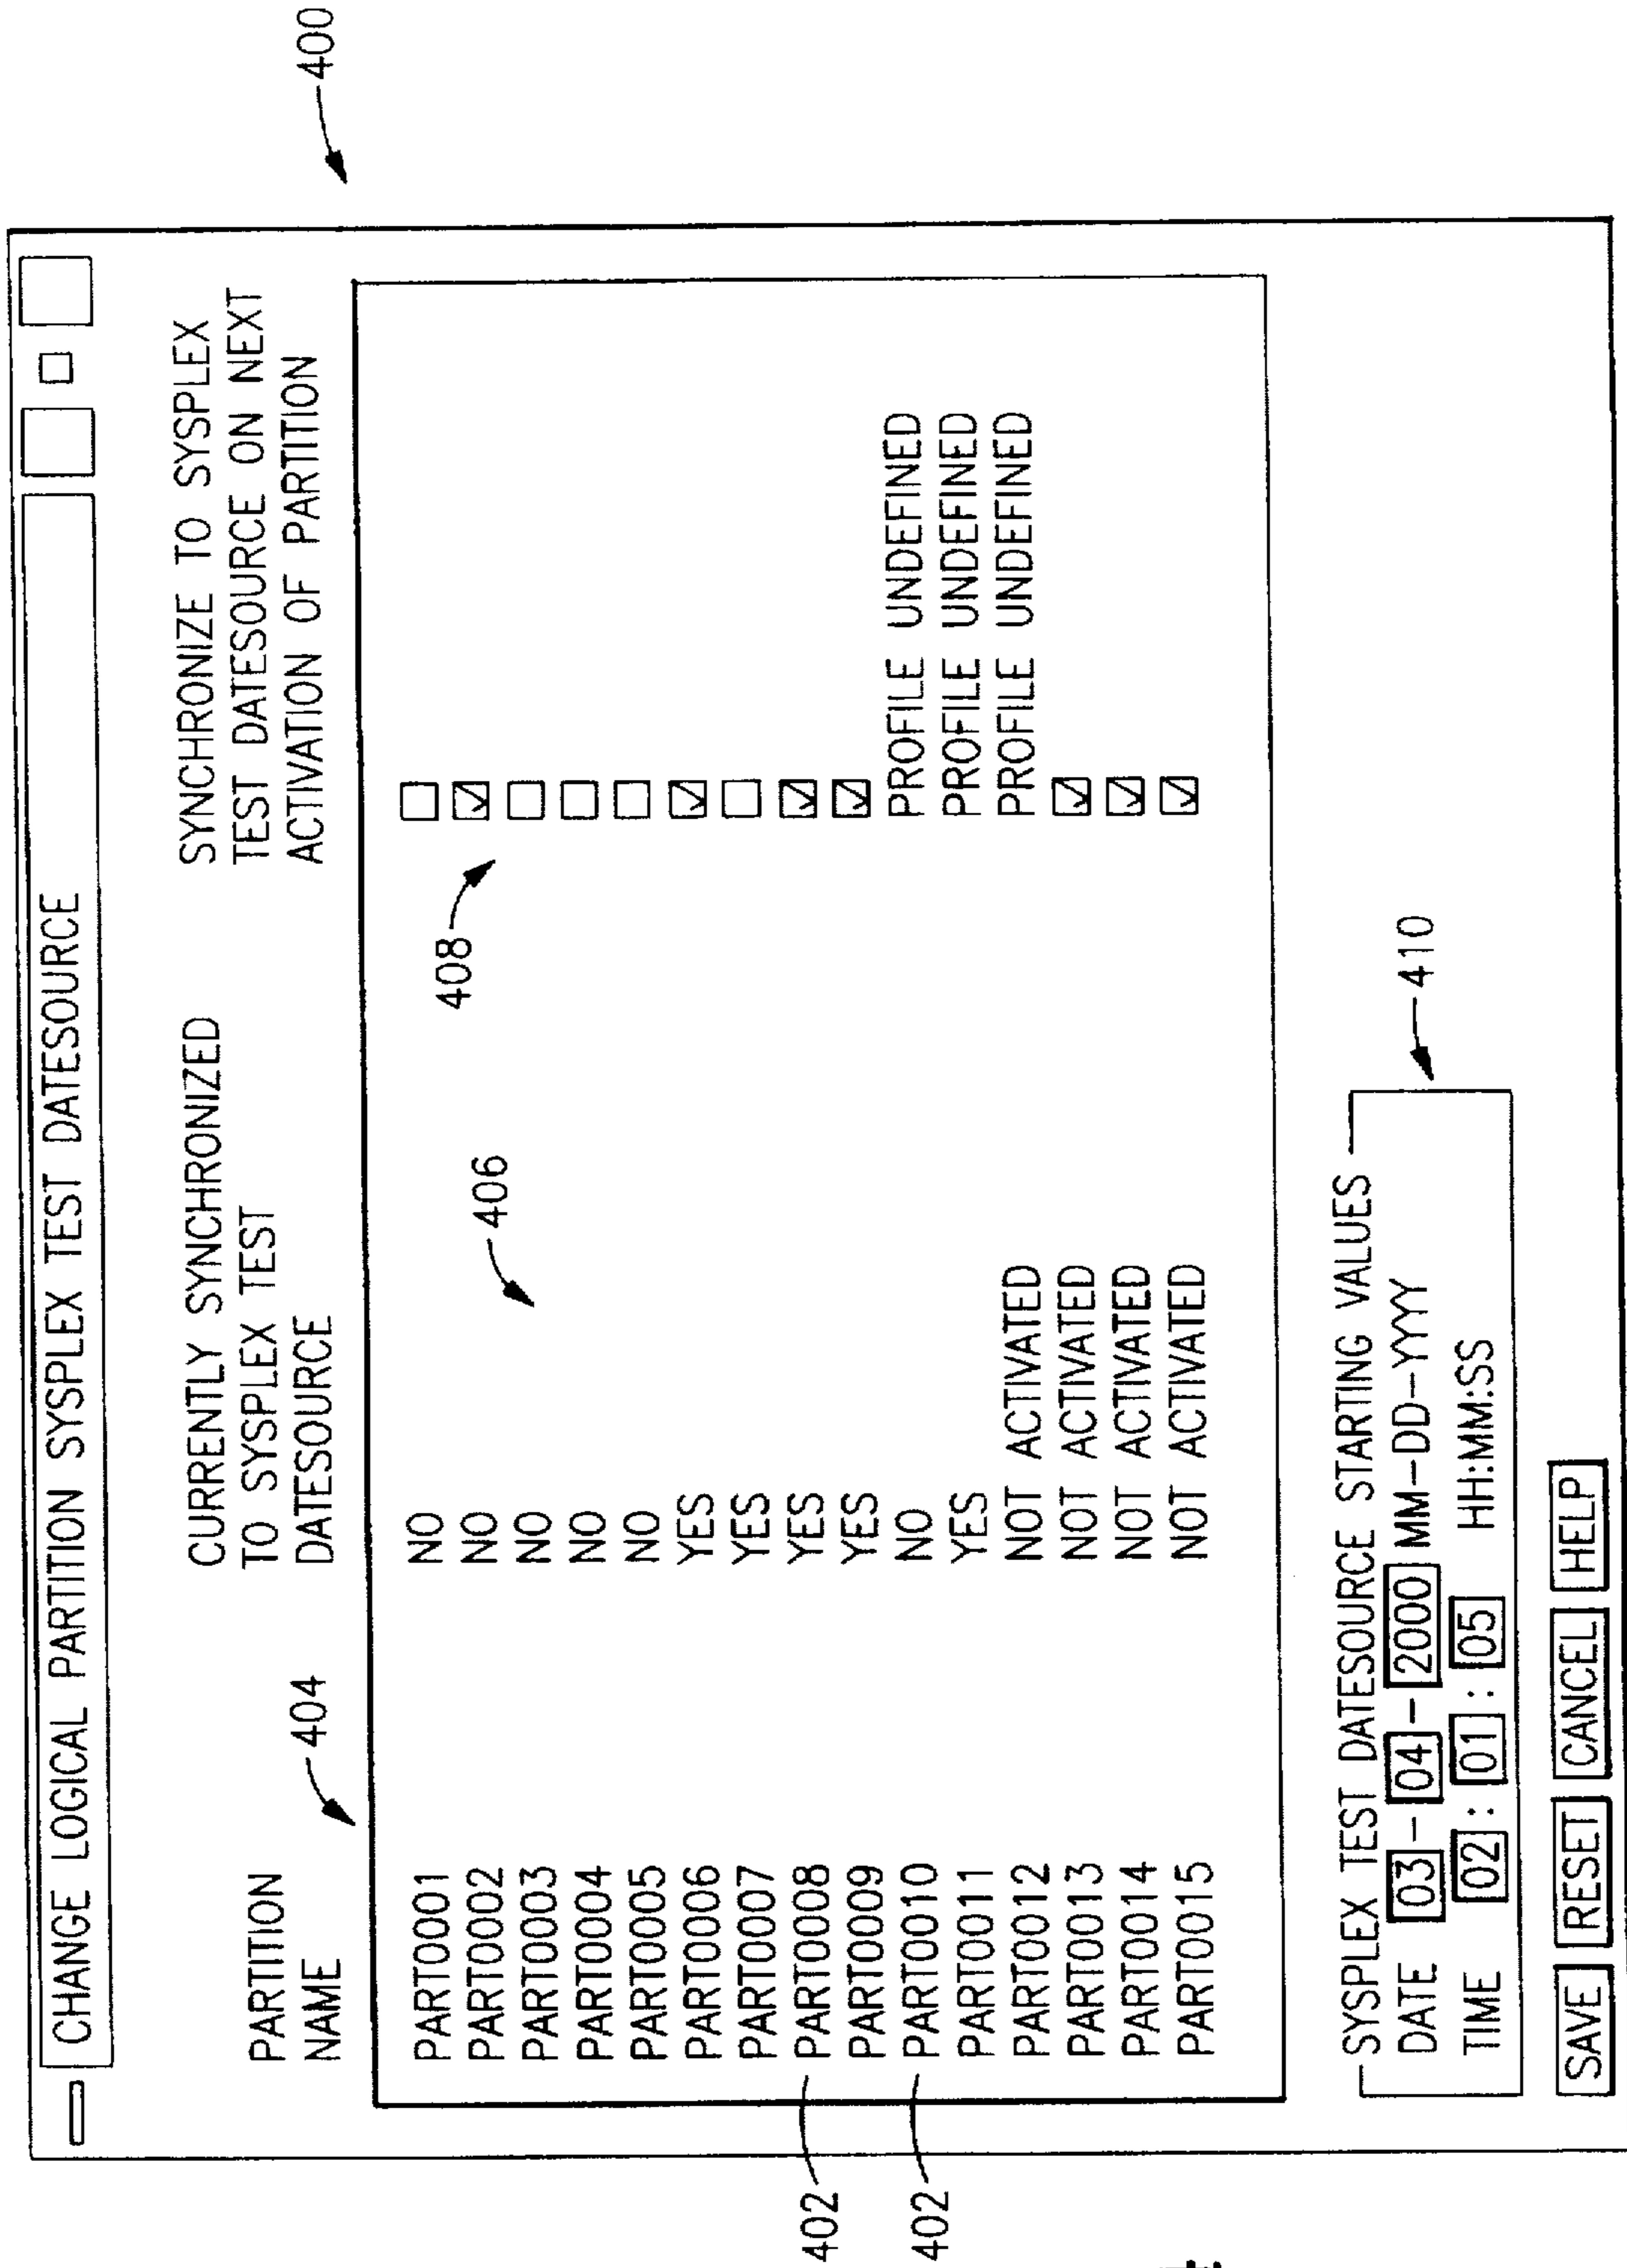 CHANGE LOGICAL PARTITION SYSPLEX TEST DATESOURCE
400
PARTITION
NAME
404
CURRENTLY SYNCHRONIZED
TO SYSPLEX TEST
DATESOURCE
SYNCHRONIZE TO SYSPLEX
TEST DATESOURCE ON NEXT
ACTIVATION OF PARTITION
406
408
PART0001 NO
PART0002 NO
PART0003 NO
PART0004 NO
PART0005 NO
PART0006 YES
PART0007 YES
402 PART0008 YES
PART0009 YES
402 PART0010 NO PROFILE UNDEFINED
PART0011 YES PROFILE UNDEFINED
PART0012 NOT ACTIVATED PROFILE UNDEFINED
PART0013 NOT ACTIVATED
PART0014 NOT ACTIVATED
PART0015 NOT ACTIVATED
SYSPLEX TEST DATESOURCE STARTING VALUES
410
DATE 03-04-2000 MM-DD-YYYY
TIME 02:01:05 HH:MM:SS
SAVE RESET CANCEL HELP